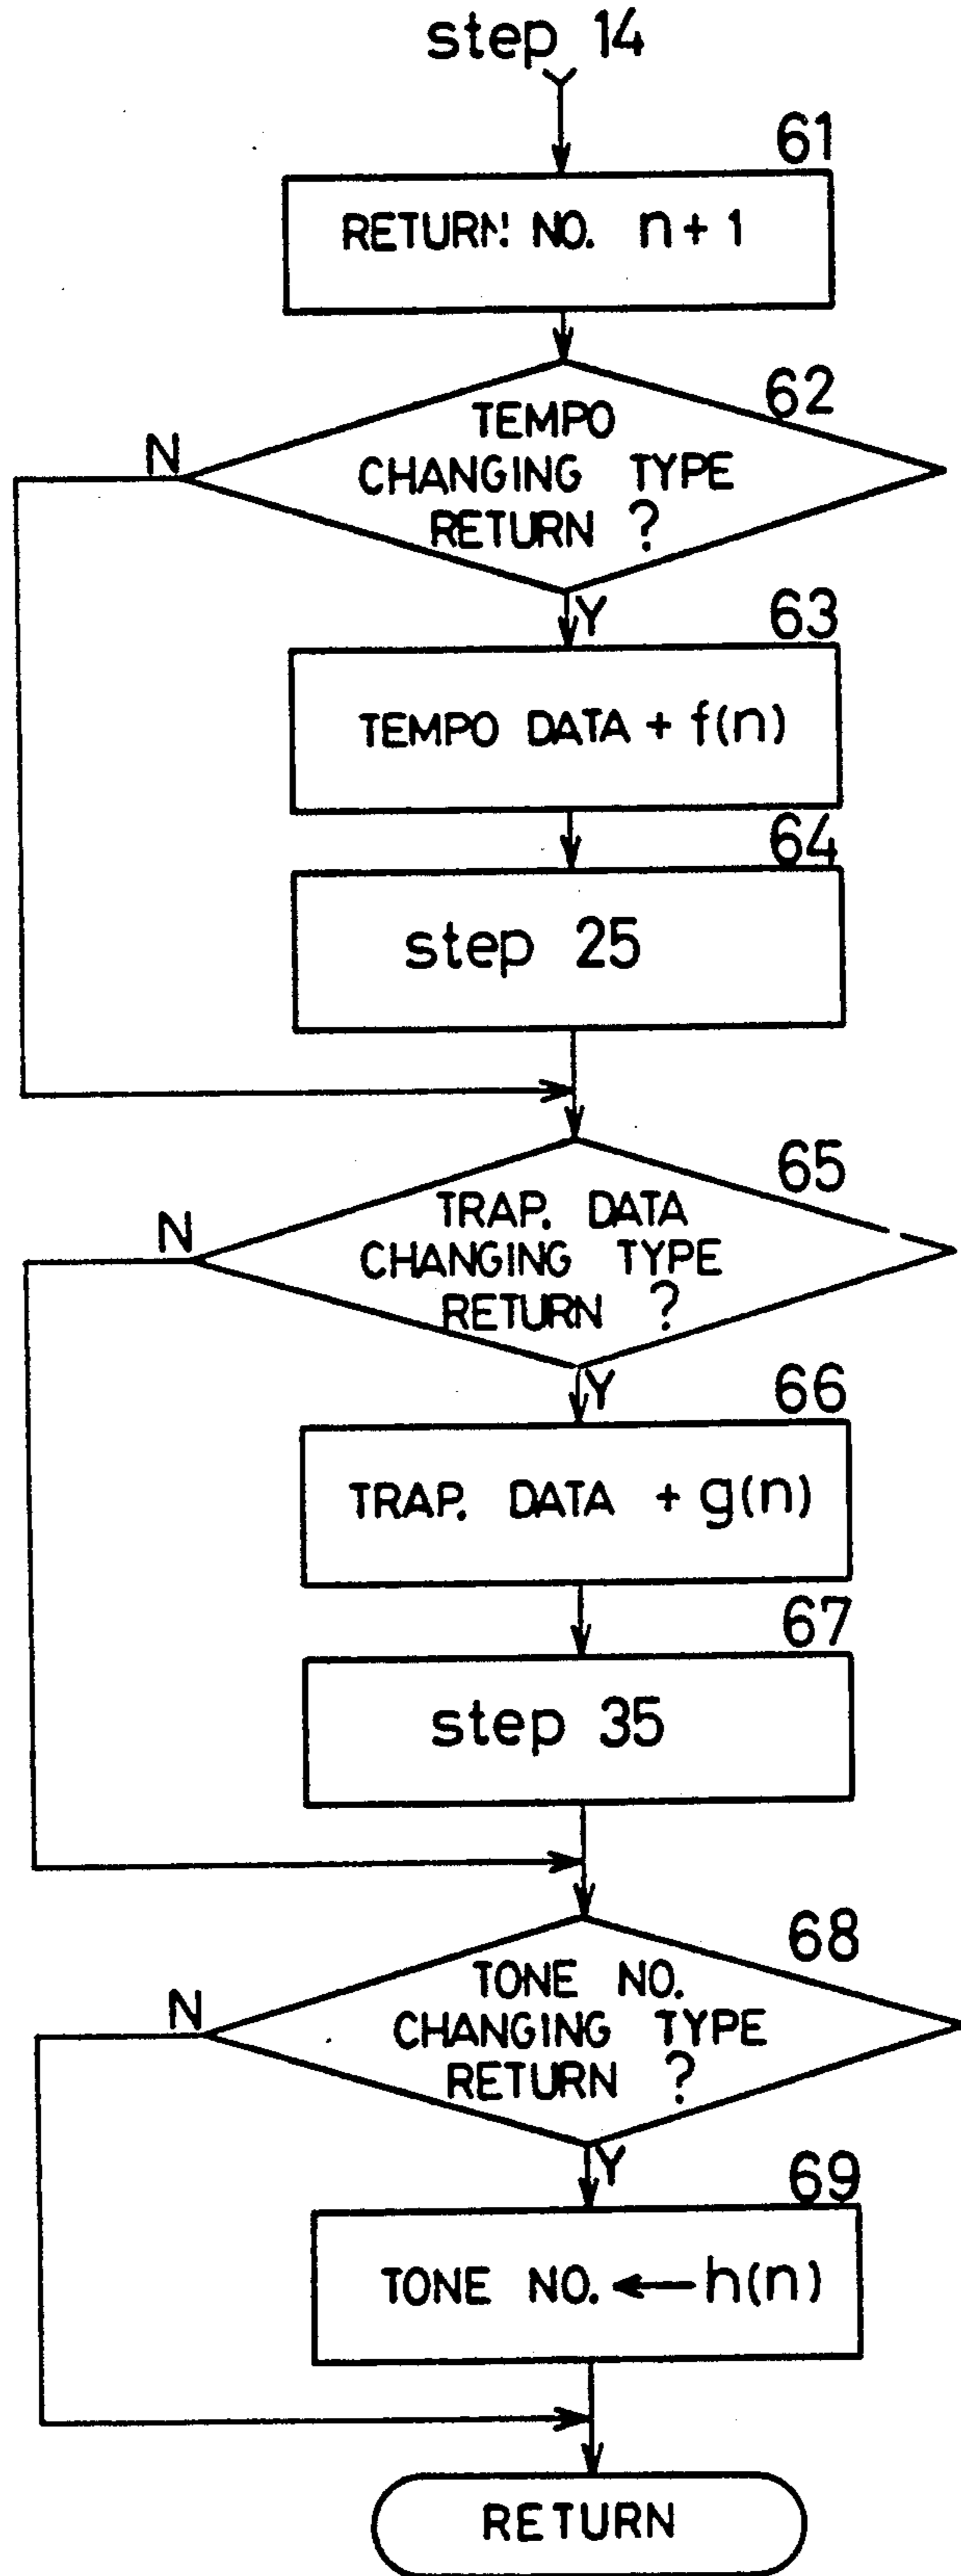 step 14
61
RETURN NO. n + 1
62
TEMPO
CHANGING TYPE
RETURN ?
N
Y
63
TEMPO DATA + f(n)
64
step 25
65
TRAP. DATA
CHANGING TYPE
RETURN ?
N
Y
66
TRAP. DATA + g(n)
67
step 35
68
TONE NO.
CHANGING TYPE
RETURN ?
N
Y
69
TONE NO. ← h(n)
RETURN